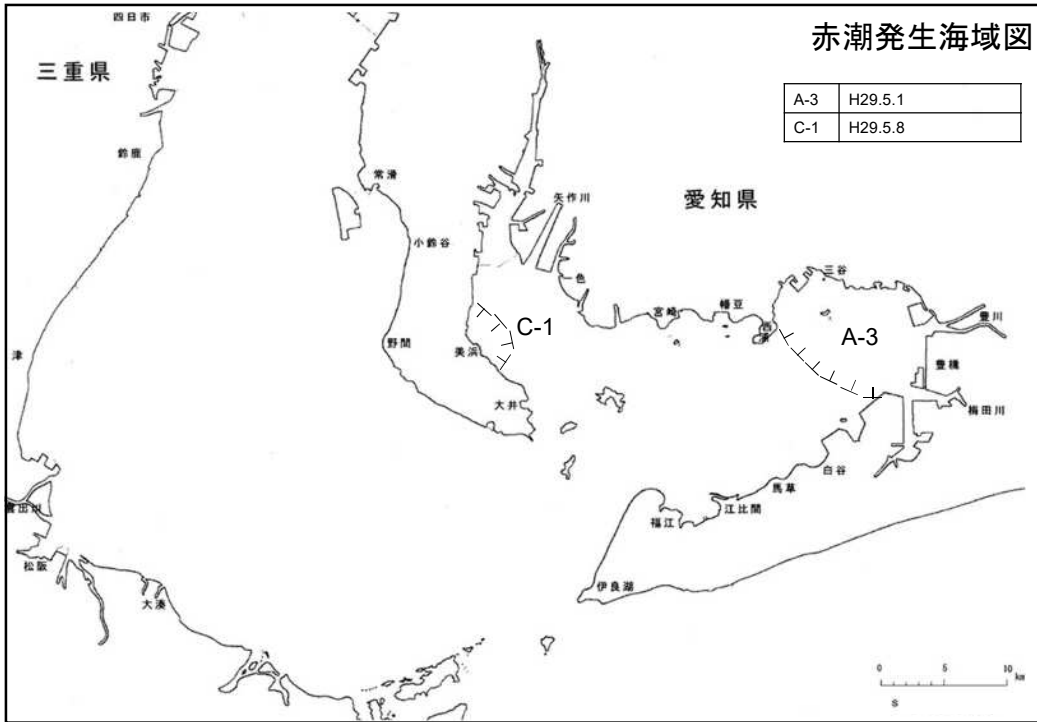 赤潮発生海域図
A-3 H29.5.1
C-1 H29.5.8
四日市
三重県
鈴鹿
常滑
矢作川
愛知県
小鈴谷
一色
三谷
宮崎
幡豆
西浦
豊川
C-1
A-3
津
野間
美浜
豊橋
大井
梅田川
白谷
馬草
江比間
福江
雲出川
松阪
大湊
伊良湖
0 5 10
km
S